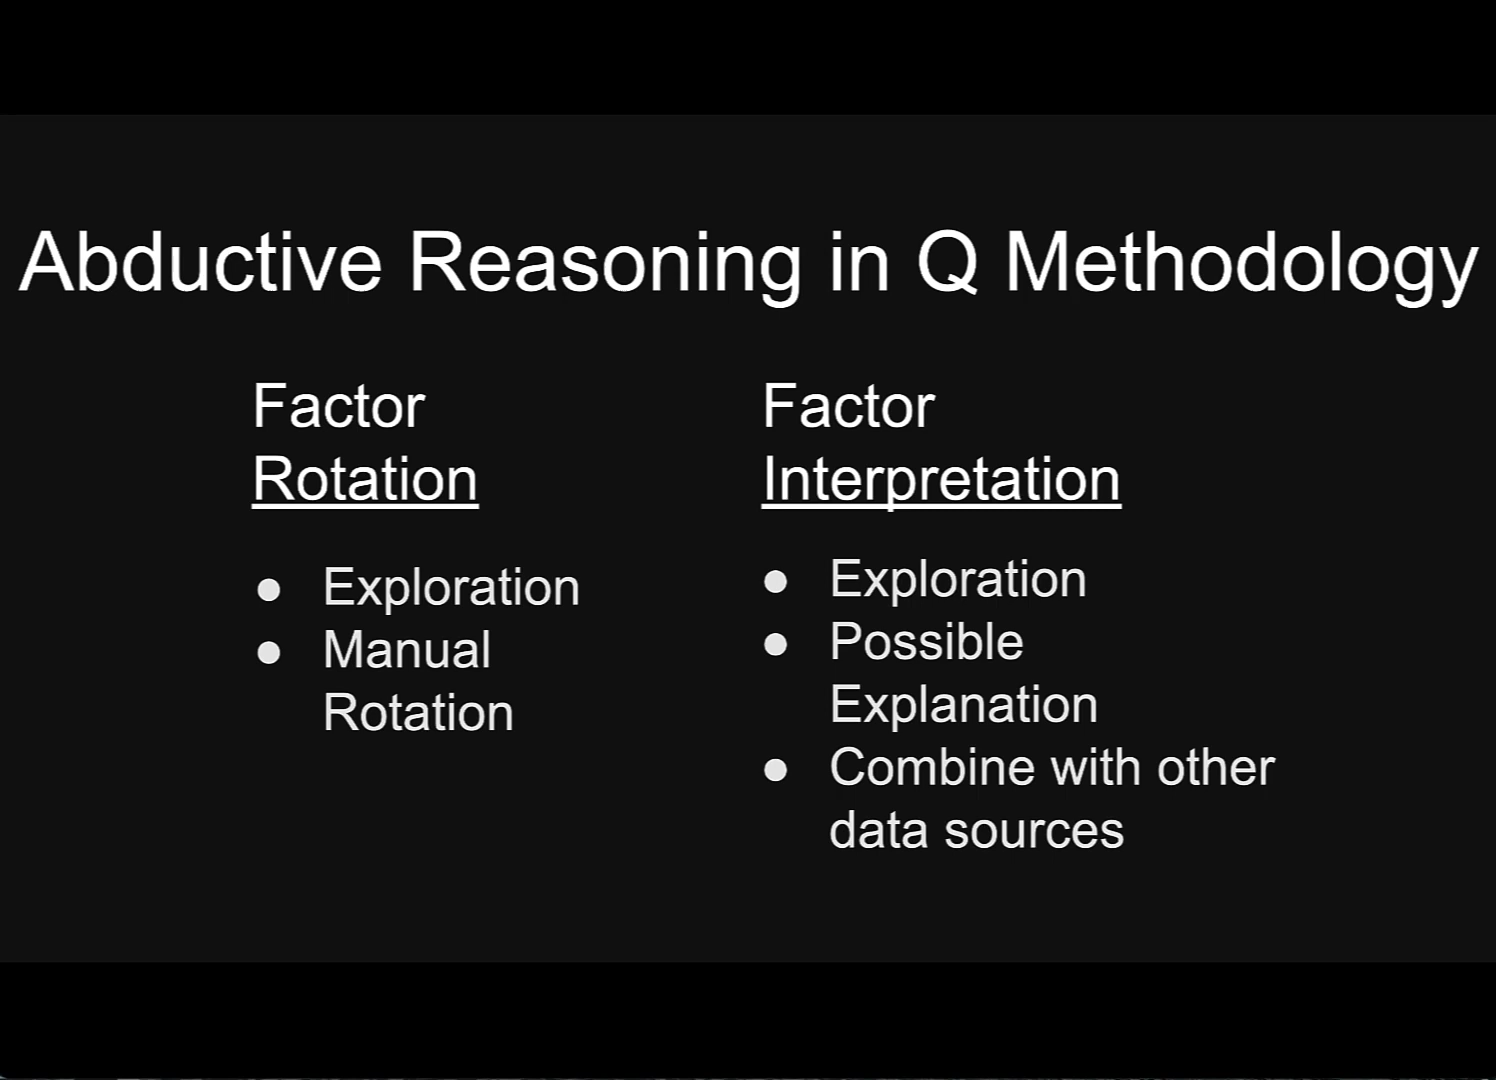 Abductive Reasoning in Q Methodology
Factor
Rotation
● Exploration
● Manual
Rotation
Factor
Interpretation
● Exploration
● Possible
Explanation
● Combine with other
data sources